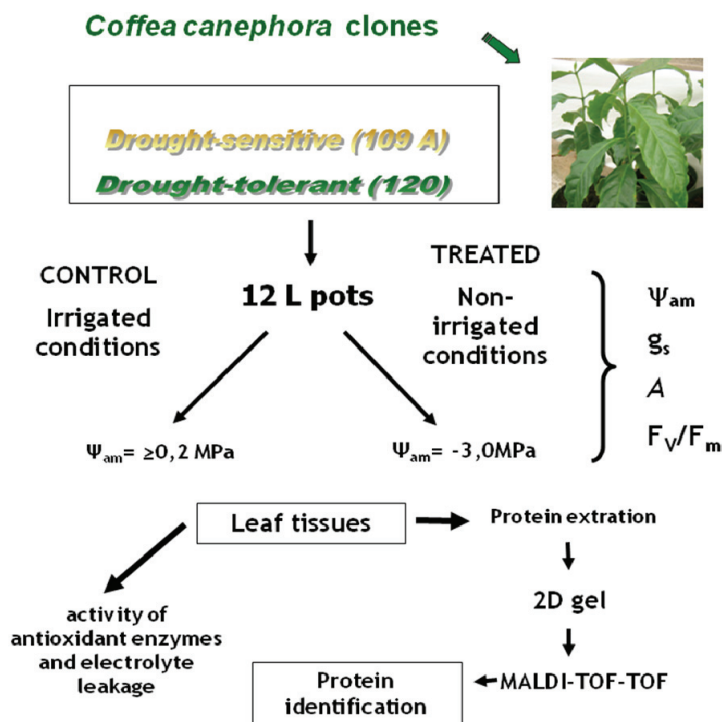 Coffea canephora clones
Drought-sensitive (109 A)
Drought-tolerant (120)
CONTROL
Irrigated
conditions
12 L pots
TREATED
Non-
irrigated
conditions
Ψam
gs
A
FV/Fm
Ψam= ≥0,2 MPa
Ψam= -3,0MPa
Leaf tissues
Protein extration
2D gel
MALDI-TOF-TOF
Protein
identification
activity of
antioxidant enzymes
and electrolyte
leakage